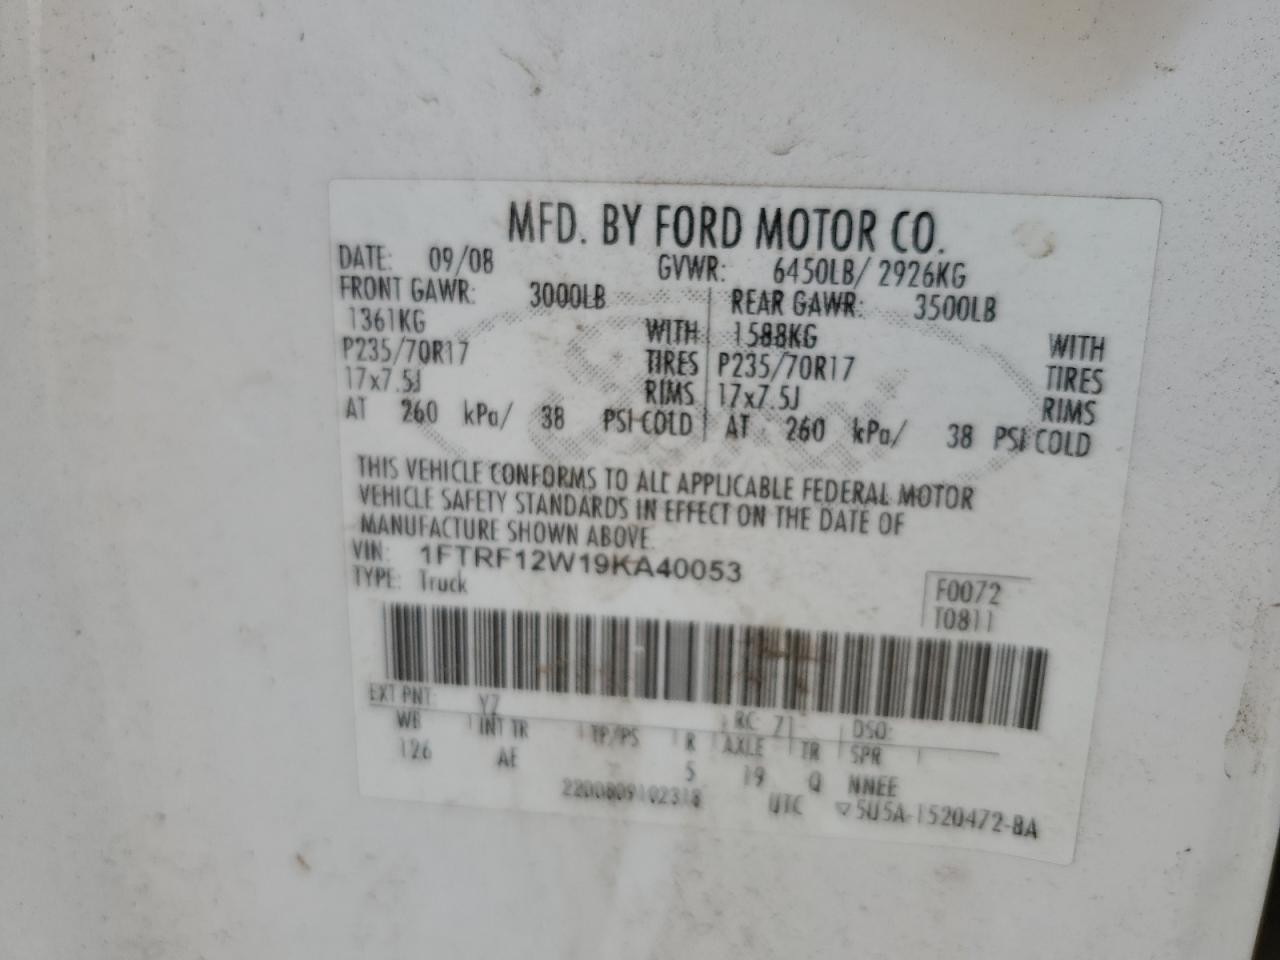 MFD. BY FORD MOTOR CO.
DATE: 09/08 GVWR: 6450LB/ 2926KG
FRONT GAWR: 3000LB REAR GAWR: 3500LB
1361KG WITH 1588KG WITH
P235/70R17 TIRES P235/70R17 TIRES
17x7.5J RIMS 17x7.5J RIMS
AT 260 kPa/ 38 PSI COLD AT 260 kPa/ 38 PSI COLD
THIS VEHICLE CONFORMS TO ALL APPLICABLE FEDERAL MOTOR
VEHICLE SAFETY STANDARDS IN EFFECT ON THE DATE OF
MANUFACTURE SHOWN ABOVE.
VIN: 1FTRF12W19KA40053
TYPE: Truck
F0072
T0811
EXT PNT: YZ RC: 71 DSO:
WB INT TR TP/PS R AXLE TR SPR
126 AE 5 19 Q NNEE
2200809102318 UTC ▽5U5A-1520472-BA